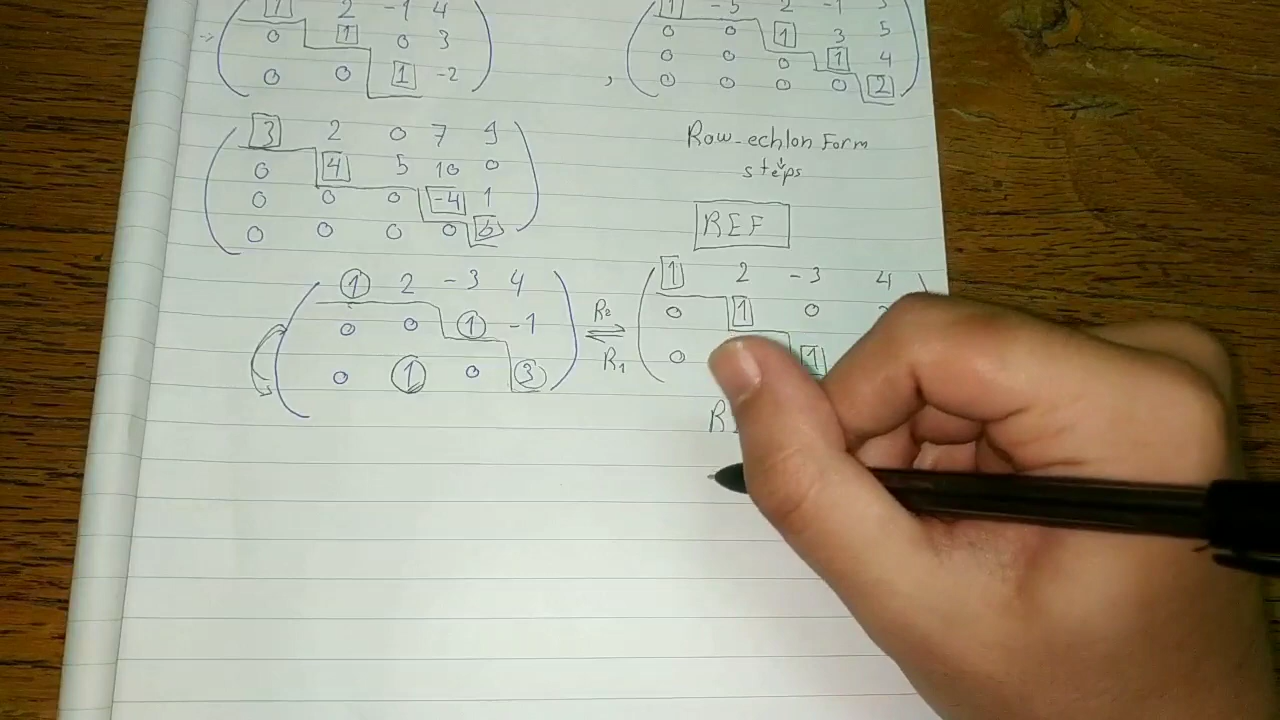 1 2 -1 4
0 1 0 3
0 0 1 -2
,
1 -5 2 -1 3
0 0 1 3 5
0 0 0 1 4
0 0 0 0 2
3 2 0 7 9
0 4 5 10 0
0 0 0 -4 1
0 0 0 0 6
Row-echlon Form
steps
REF
1 2 -3 4
0 0 1 -1
0 1 0 3
R2
R1
1 2 -3 4
0 1 0
0 1